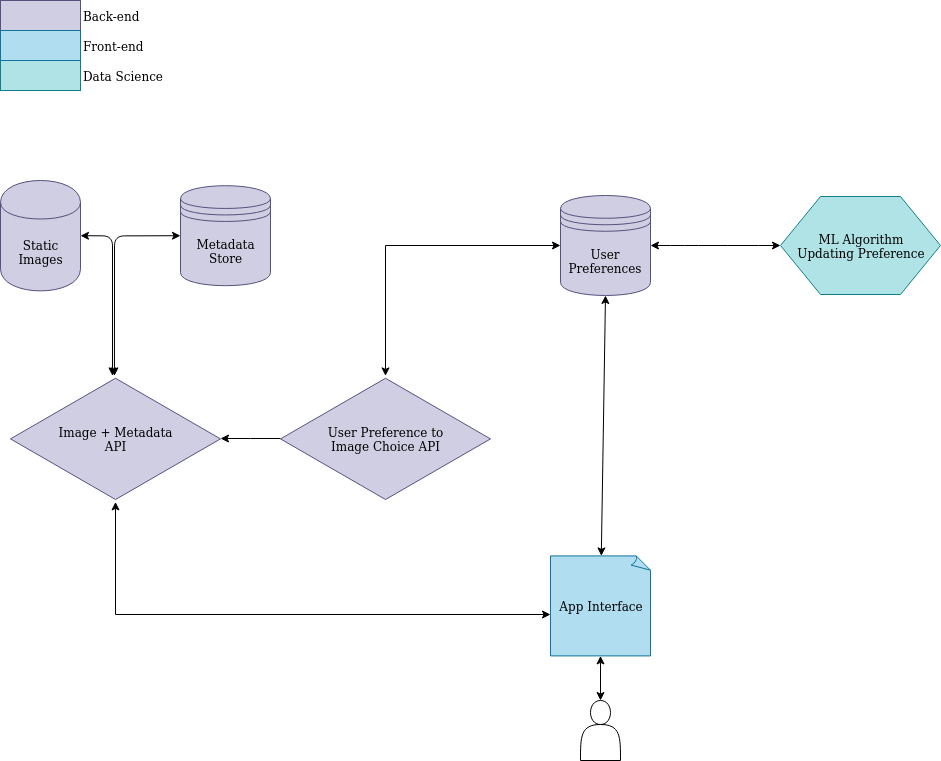 Back-end
Front-end
Data Science
Static
Images
Metadata
Store
User
Preferences
ML Algorithm
Updating Preference
Image + Metadata
API
User Preference to
Image Choice API
App Interface